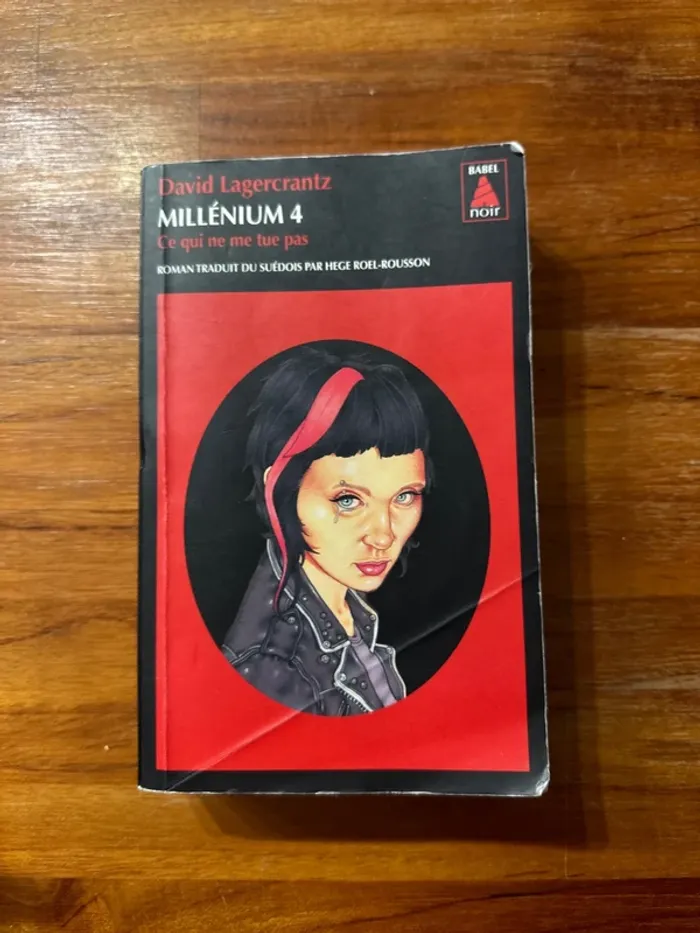 David Lagercrantz
MILLÉNIUM 4
Ce qui ne me tue pas
ROMAN TRADUIT DU SUÉDOIS PAR HEGE ROEL-ROUSSON
BABEL
noir